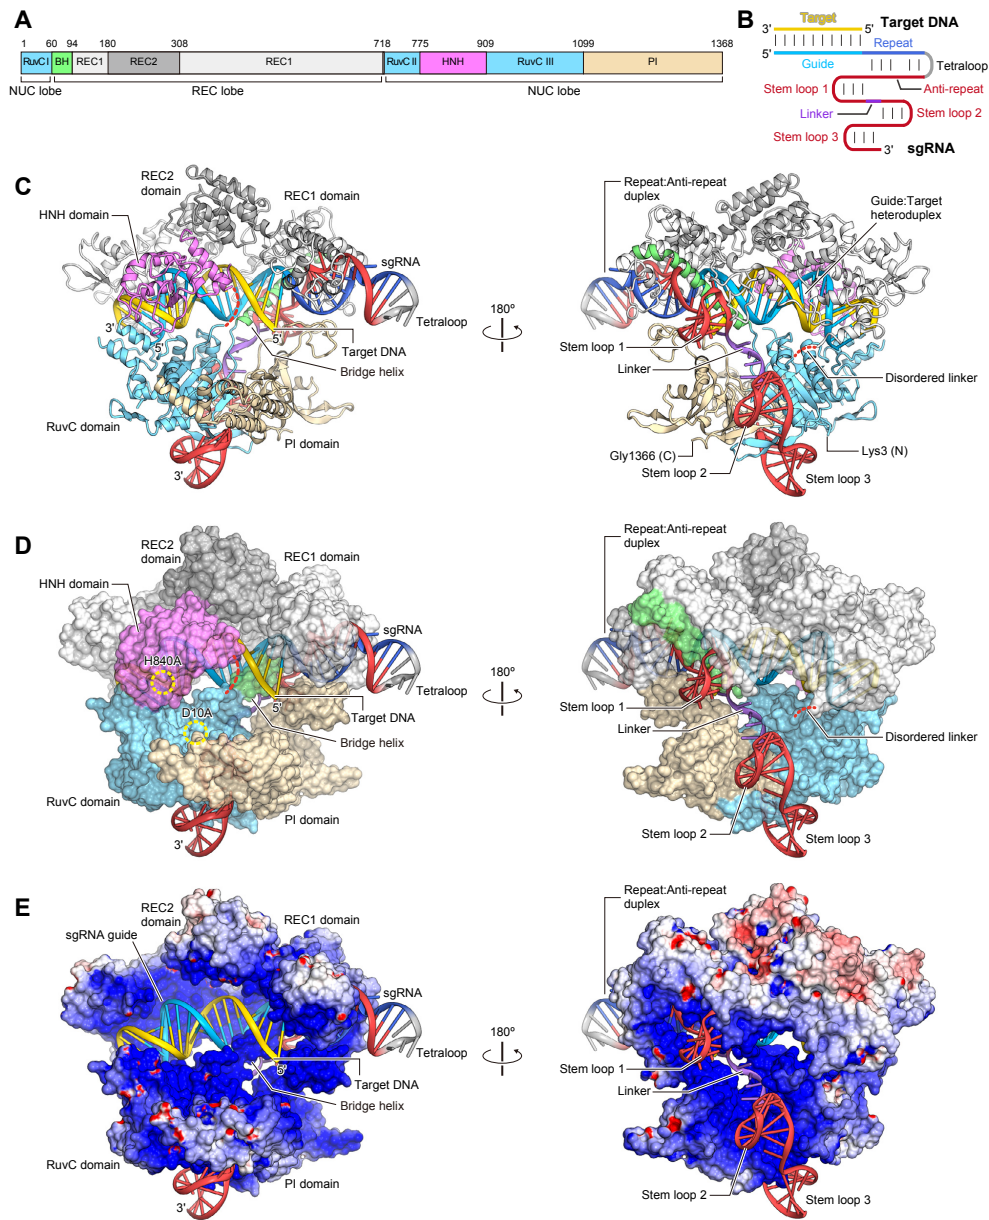 A
1 60 94 180 308 718 775 909 1099 1368
RuvC I BH REC1 REC2 REC1 RuvC II HNH RuvC III PI
NUC lobe REC lobe NUC lobe
B
Target
3' 5' Target DNA
5' Repeat
Guide Tetraloop
Stem loop 1 Anti-repeat
Linker Stem loop 2
Stem loop 3
3' sgRNA
C
REC2
domain
REC1 domain
HNH domain
sgRNA
Tetraloop
3'
5'
5'
Target DNA
Bridge helix
RuvC domain
PI domain
3'
180º
Repeat:Anti-repeat
duplex
Guide:Target
heteroduplex
Stem loop 1
Linker
Disordered linker
Gly1366 (C)
Lys3 (N)
Stem loop 2
Stem loop 3
D
REC2
domain
REC1 domain
HNH domain
sgRNA
H840A
Tetraloop
D10A
5'
Target DNA
Bridge helix
RuvC domain
PI domain
3'
180º
Repeat:Anti-repeat
duplex
Stem loop 1
Linker
Disordered linker
Stem loop 2
Stem loop 3
E
REC2
domain
REC1 domain
sgRNA guide
sgRNA
Tetraloop
5'
Target DNA
Bridge helix
RuvC domain
PI domain
3'
180º
Repeat:Anti-repeat
duplex
Stem loop 1
Linker
Stem loop 2
Stem loop 3